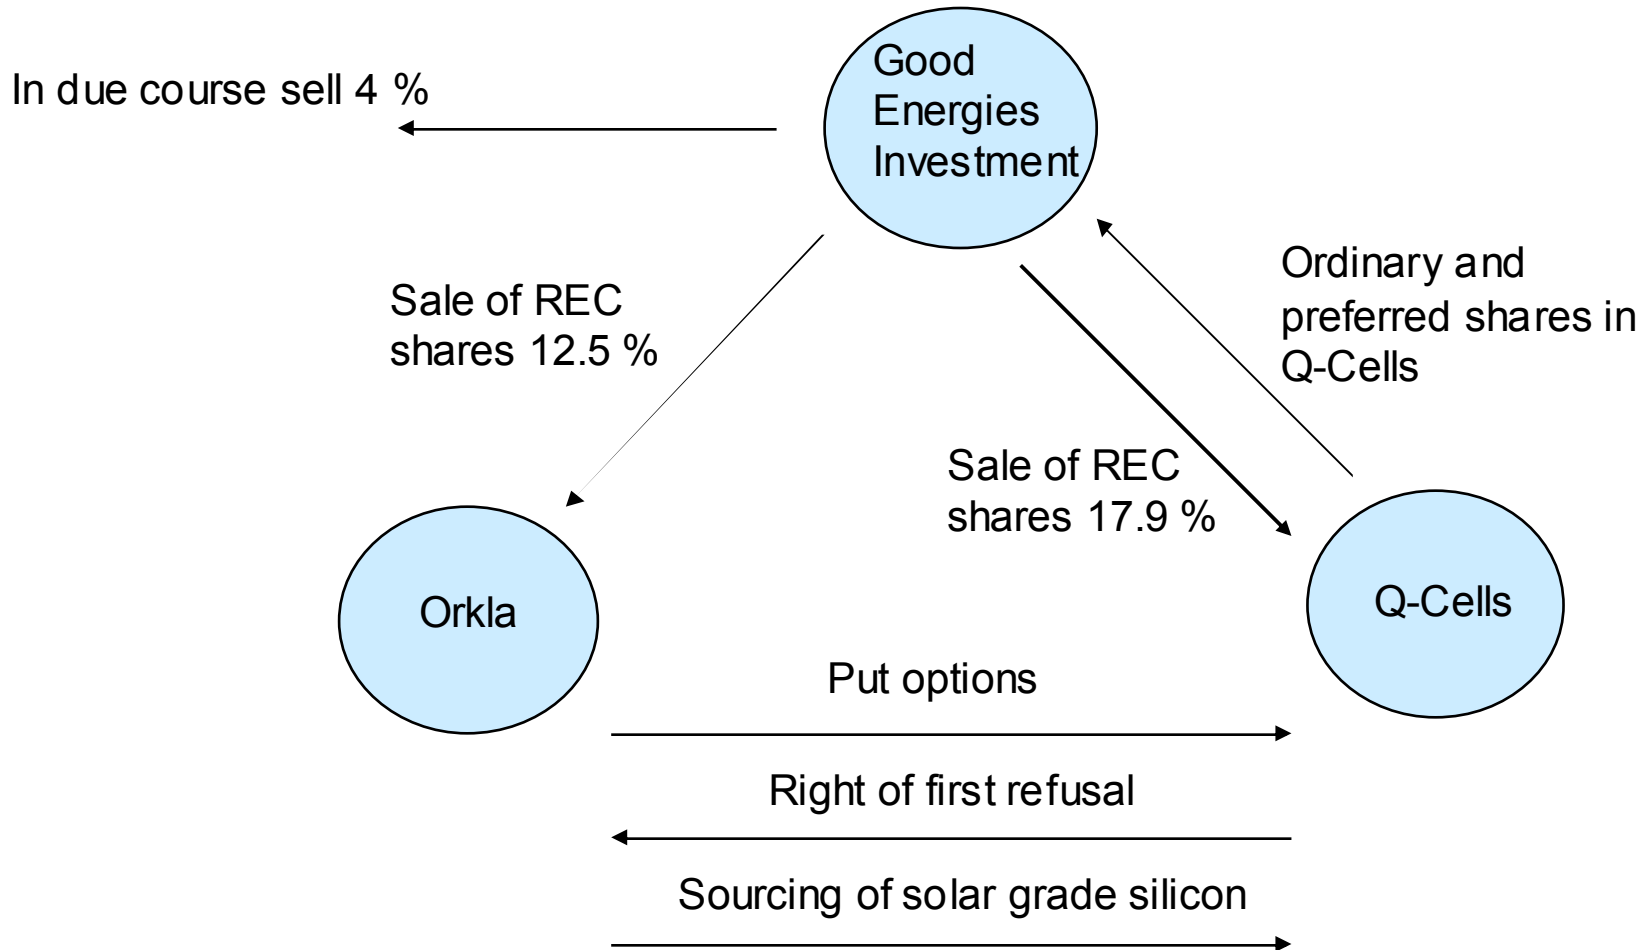 Good
Energies
Investment
In due course sell 4 %
Ordinary and
preferred shares in
Q-Cells
Sale of REC
shares 12.5 %
Sale of REC
shares 17.9 %
Orkla
Q-Cells
Put options
Right of first refusal
Sourcing of solar grade silicon